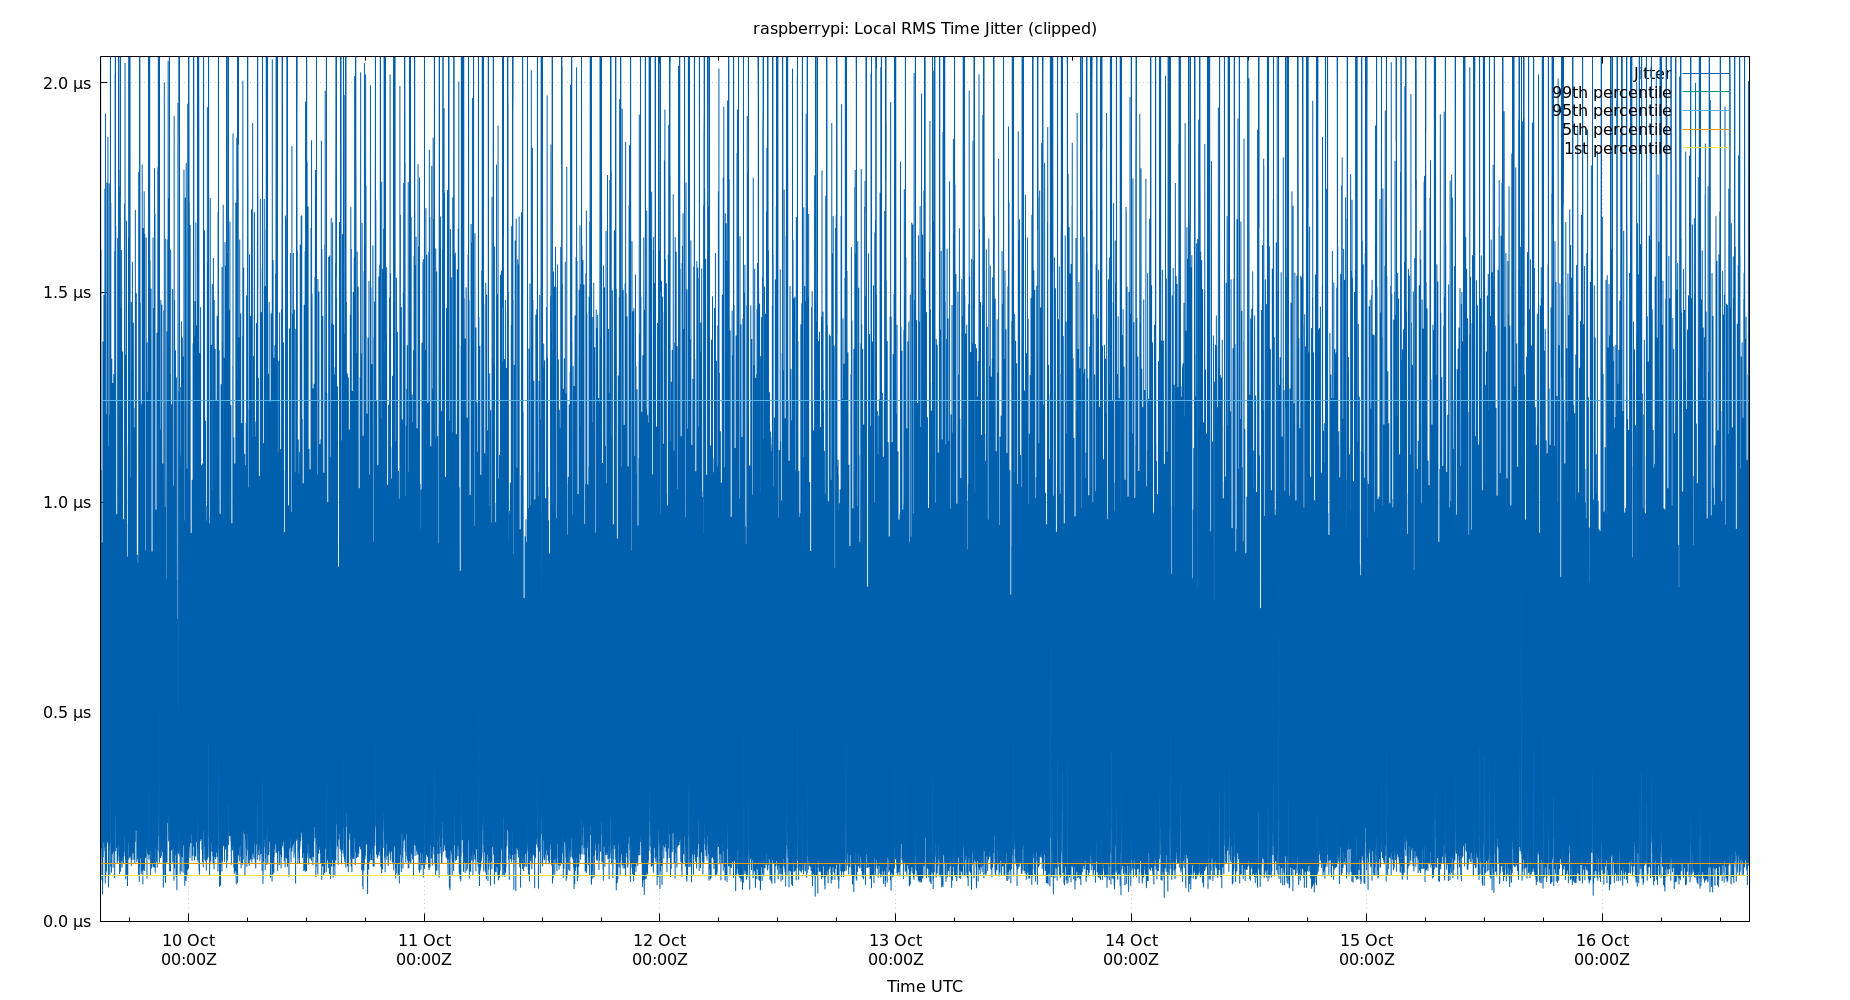 raspberrypi: Local RMS Time Jitter (clipped)
2.0 μs
1.5 μs
1.0 μs
0.5 μs
0.0 μs
Jitter
99th percentile
95th percentile
5th percentile
1st percentile
10 Oct 11 Oct 12 Oct 13 Oct 14 Oct 15 Oct 16 Oct
00:00Z 00:00Z 00:00Z 00:00Z 00:00Z 00:00Z 00:00Z
Time UTC